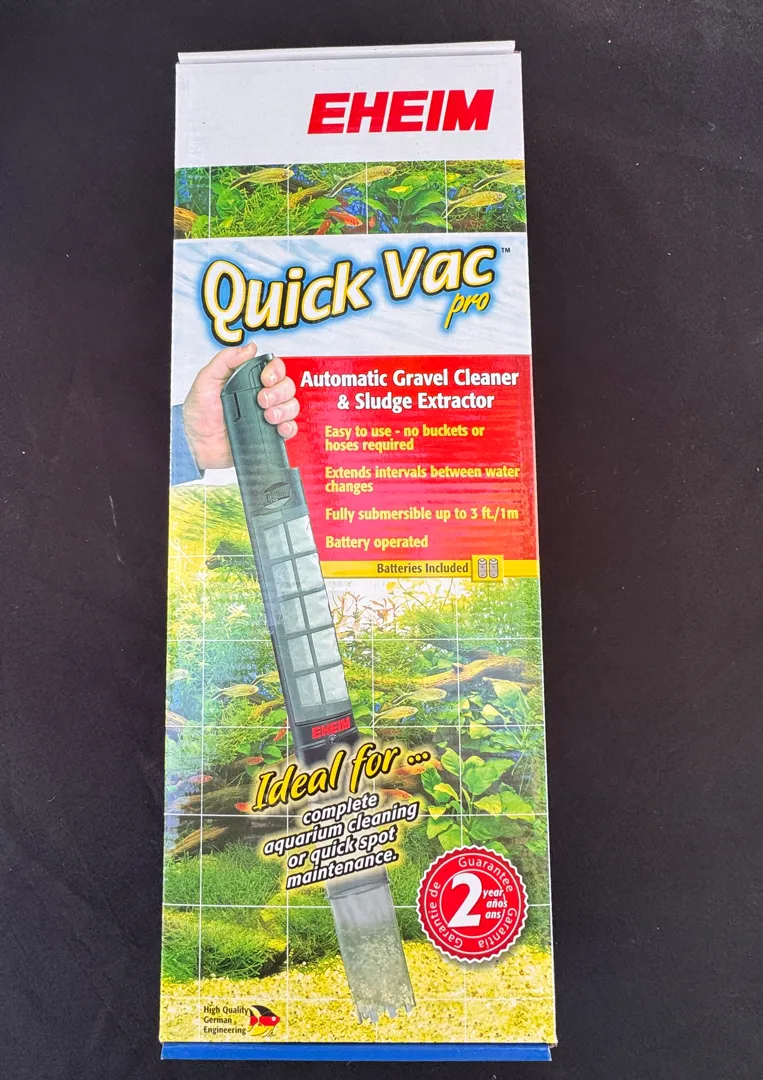 EHEIM
Quick Vac™
pro
Automatic Gravel Cleaner
& Sludge Extractor
Easy to use - no buckets or
hoses required
Extends intervals between water
changes
Fully submersible up to 3 ft./1m
Battery operated
Batteries Included
EHEIM
Ideal for ...
complete
aquarium cleaning
or quick spot
maintenance.
Guarantee
Garantie de
2
year
años
ans
Garantía
High Quality
German
Engineering